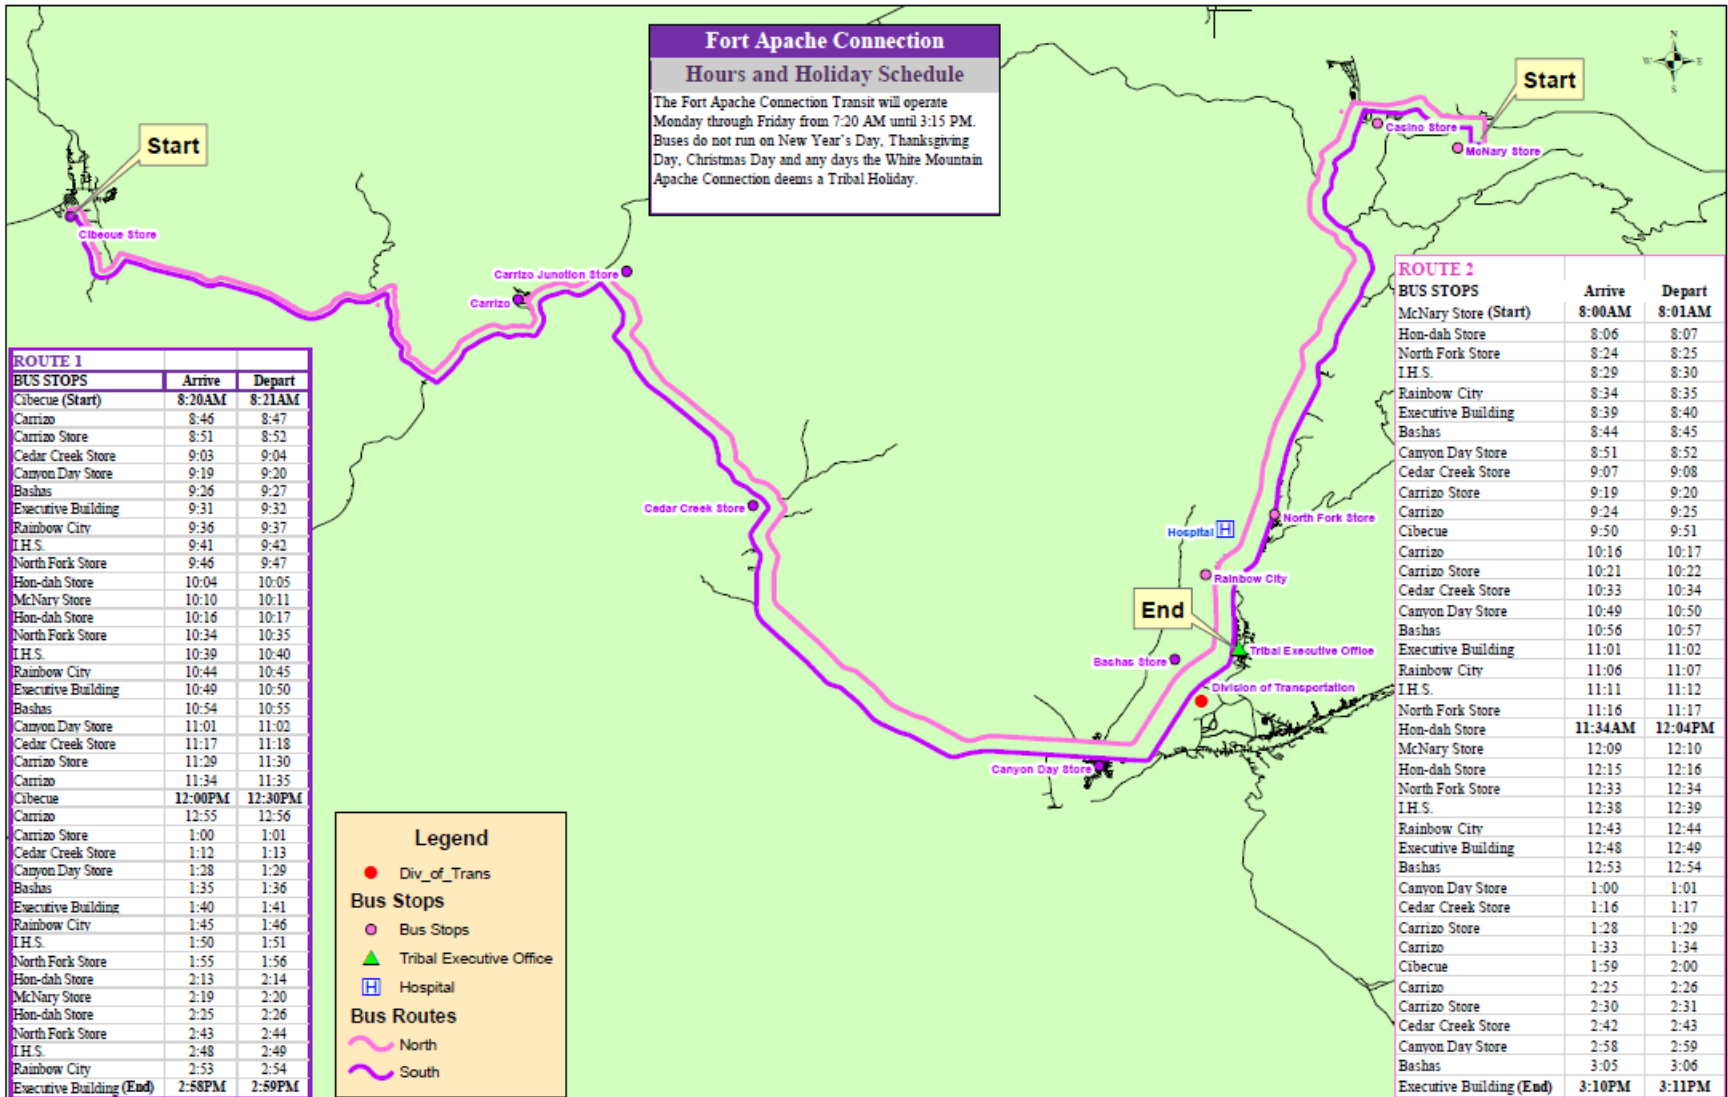 Fort Apache Connection
Hours and Holiday Schedule
The Fort Apache Connection Transit will operate
Monday through Friday from 7:20 AM until 3:15 PM.
Buses do not run on New Year's Day, Thanksgiving
Day, Christmas Day and any days the White Mountain
Apache Connection deems a Tribal Holiday.
N
W E
S
Start
Start
Casino Store
McNary Store
Cibecue Store
Carrizo Junction Store
Carrizo
Cedar Creek Store
North Fork Store
Hospital H
Rainbow City
End
Tribal Executive Office
Bashas Store
Division of Transportation
Canyon Day Store
ROUTE 1
BUS STOPS Arrive Depart
Cibecue (Start) 8:20AM 8:21AM
Carrizo 8:46 8:47
Carrizo Store 8:51 8:52
Cedar Creek Store 9:03 9:04
Canyon Day Store 9:19 9:20
Bashas 9:26 9:27
Executive Building 9:31 9:32
Rainbow City 9:36 9:37
I.H.S. 9:41 9:42
North Fork Store 9:46 9:47
Hon-dah Store 10:04 10:05
McNary Store 10:10 10:11
Hon-dah Store 10:16 10:17
North Fork Store 10:34 10:35
I.H.S. 10:39 10:40
Rainbow City 10:44 10:45
Executive Building 10:49 10:50
Bashas 10:54 10:55
Canyon Day Store 11:01 11:02
Cedar Creek Store 11:17 11:18
Carrizo Store 11:29 11:30
Carrizo 11:34 11:35
Cibecue 12:00PM 12:30PM
Carrizo 12:55 12:56
Carrizo Store 1:00 1:01
Cedar Creek Store 1:12 1:13
Canyon Day Store 1:28 1:29
Bashas 1:35 1:36
Executive Building 1:40 1:41
Rainbow City 1:45 1:46
I.H.S. 1:50 1:51
North Fork Store 1:55 1:56
Hon-dah Store 2:13 2:14
McNary Store 2:19 2:20
Hon-dah Store 2:25 2:26
North Fork Store 2:43 2:44
I.H.S. 2:48 2:49
Rainbow City 2:53 2:54
Executive Building (End) 2:58PM 2:59PM
Legend
Div_of_Trans
Bus Stops
Bus Stops
Tribal Executive Office
H Hospital
Bus Routes
North
South
ROUTE 2
BUS STOPS Arrive Depart
McNary Store (Start) 8:00AM 8:01AM
Hon-dah Store 8:06 8:07
North Fork Store 8:24 8:25
I.H.S. 8:29 8:30
Rainbow City 8:34 8:35
Executive Building 8:39 8:40
Bashas 8:44 8:45
Canyon Day Store 8:51 8:52
Cedar Creek Store 9:07 9:08
Carrizo Store 9:19 9:20
Carrizo 9:24 9:25
Cibecue 9:50 9:51
Carrizo 10:16 10:17
Carrizo Store 10:21 10:22
Cedar Creek Store 10:33 10:34
Canyon Day Store 10:49 10:50
Bashas 10:56 10:57
Executive Building 11:01 11:02
Rainbow City 11:06 11:07
I.H.S. 11:11 11:12
North Fork Store 11:16 11:17
Hon-dah Store 11:34AM 12:04PM
McNary Store 12:09 12:10
Hon-dah Store 12:15 12:16
North Fork Store 12:33 12:34
I.H.S. 12:38 12:39
Rainbow City 12:43 12:44
Executive Building 12:48 12:49
Bashas 12:53 12:54
Canyon Day Store 1:00 1:01
Cedar Creek Store 1:16 1:17
Carrizo Store 1:28 1:29
Carrizo 1:33 1:34
Cibecue 1:59 2:00
Carrizo 2:25 2:26
Carrizo Store 2:30 2:31
Cedar Creek Store 2:42 2:43
Canyon Day Store 2:58 2:59
Bashas 3:05 3:06
Executive Building (End) 3:10PM 3:11PM